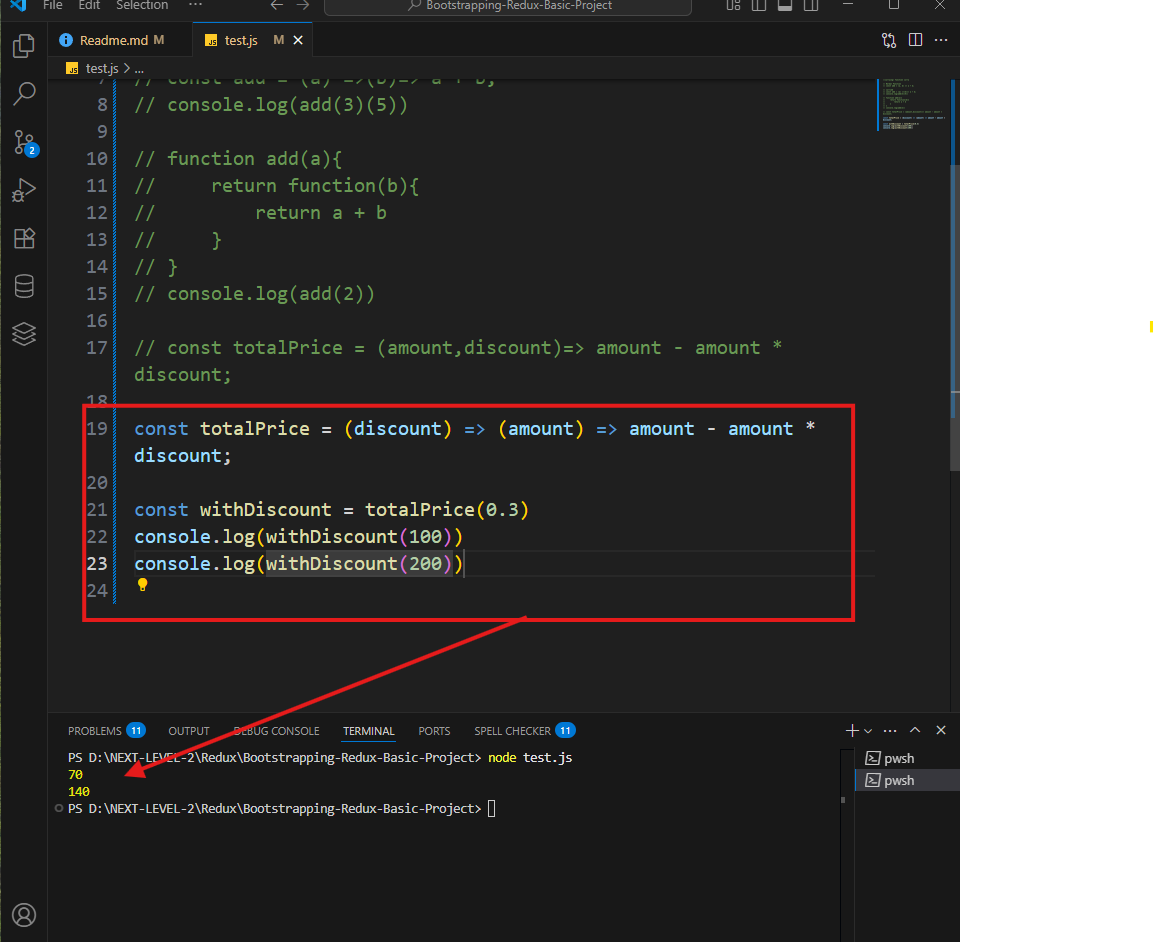 File Edit Selection ...
Bootstrapping-Redux-Basic-Project
Readme.md M
test.js M
test.js > ...
7 // const add = (a) =>(b)=> a + b;
8 // console.log(add(3)(5))
9
10 // function add(a){
11 //     return function(b){
12 //         return a + b
13 //     }
14 // }
15 // console.log(add(2))
16
17 // const totalPrice = (amount,discount)=> amount - amount *
discount;
18
19 const totalPrice = (discount) => (amount) => amount - amount *
discount;
20
21 const withDiscount = totalPrice(0.3)
22 console.log(withDiscount(100))
23 console.log(withDiscount(200))
24
2
PROBLEMS 11 OUTPUT DEBUG CONSOLE TERMINAL PORTS SPELL CHECKER 11
PS D:\NEXT-LEVEL-2\Redux\Bootstrapping-Redux-Basic-Project> node test.js
70
140
PS D:\NEXT-LEVEL-2\Redux\Bootstrapping-Redux-Basic-Project>
pwsh
pwsh